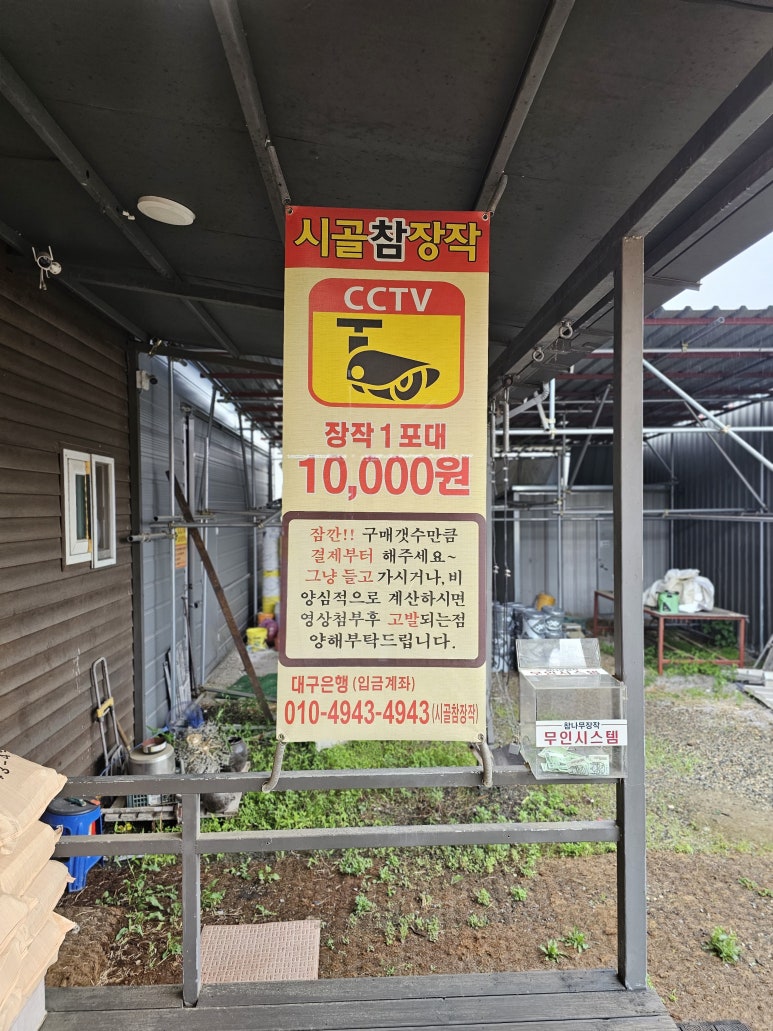 시골참장작
CCTV
장작 1 포대
10,000원
잠깐!! 구매갯수만큼
결제부터 해주세요~
그냥 들고 가시거나, 비
양심적으로 계산하시면
영상첨부후 고발되는점
양해부탁드립니다.
대구은행 (입금계좌)
010-4943-4943(시골참장작)
참나무장작
무인시스템